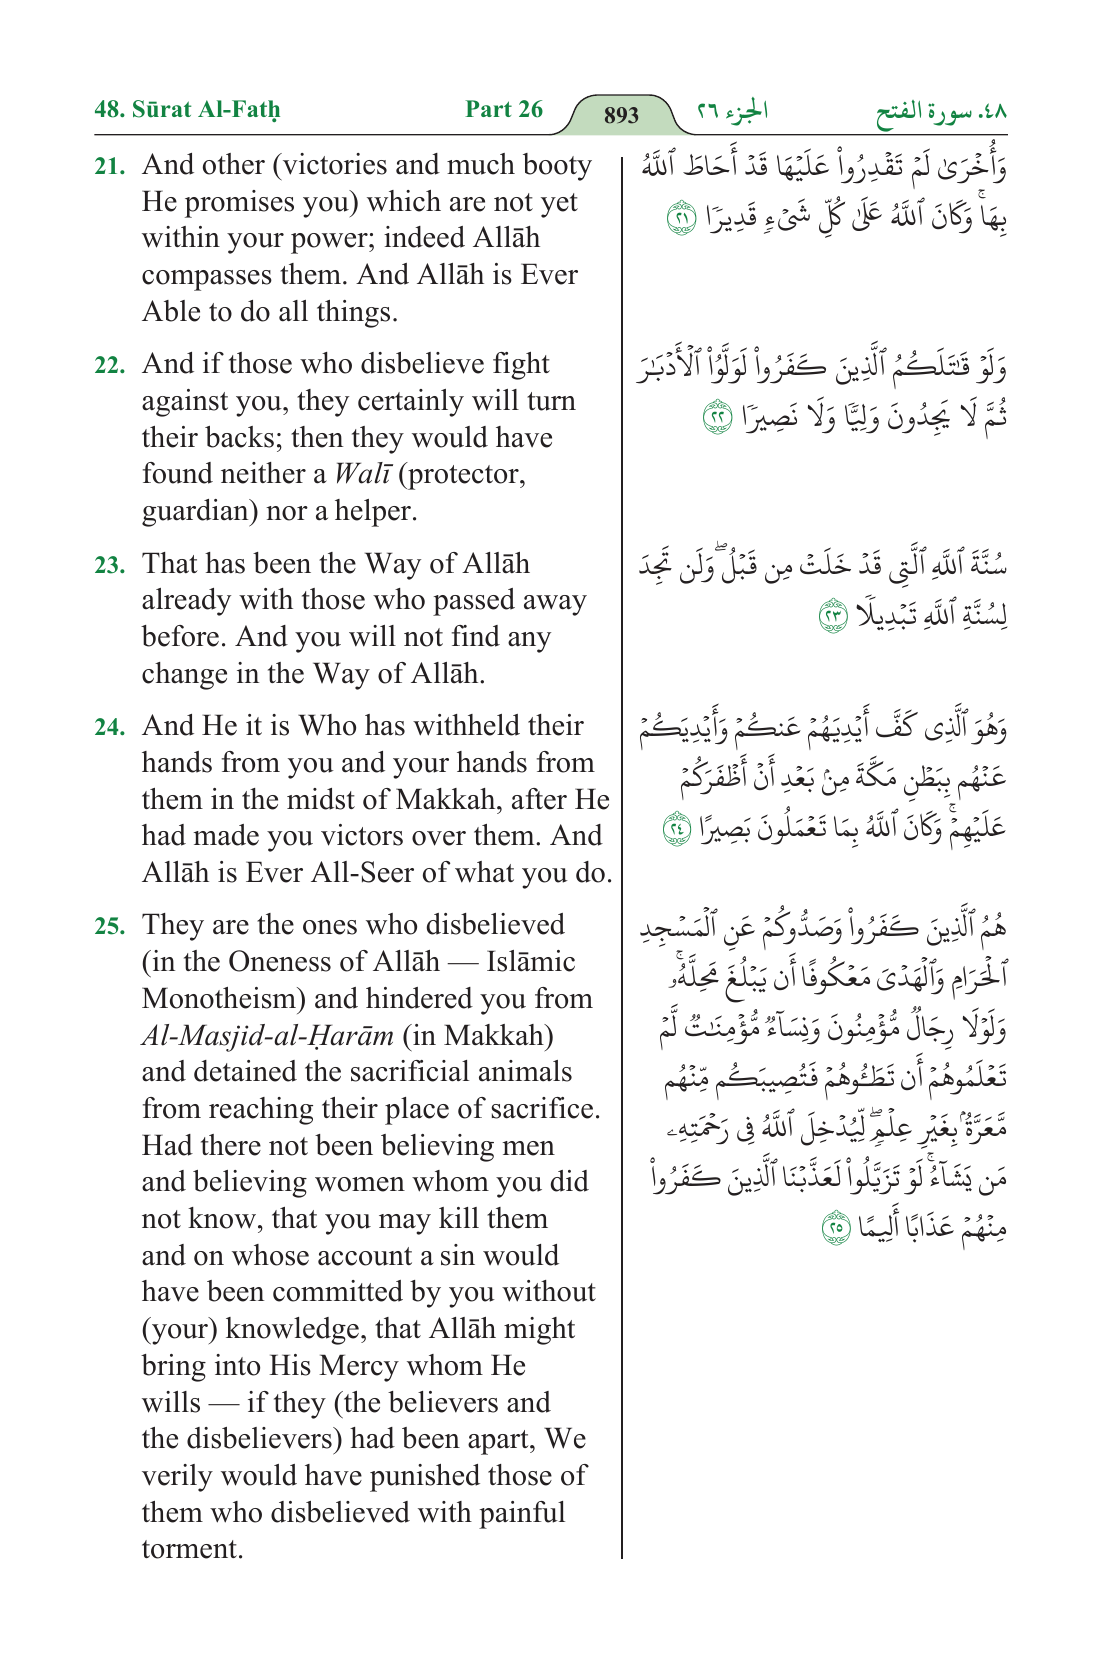 48. Sūrat Al-Fatḥ
Part 26
893
الجزء ٢٦
٤٨. سورة الفتح
21. And other (victories and much booty
He promises you) which are not yet
within your power; indeed Allāh
compasses them. And Allāh is Ever
Able to do all things.
وَأُخْرَىٰ لَمْ تَقْدِرُوا۟ عَلَيْهَا قَدْ أَحَاطَ ٱللَّهُ
بِهَا ۚ وَكَانَ ٱللَّهُ عَلَىٰ كُلِّ شَىْءٍ قَدِيرًا ٢١
22. And if those who disbelieve fight
against you, they certainly will turn
their backs; then they would have
found neither a Walī (protector,
guardian) nor a helper.
وَلَوْ قَـٰتَلَكُمُ ٱلَّذِينَ كَفَرُوا۟ لَوَلَّوُا۟ ٱلْأَدْبَـٰرَ
ثُمَّ لَا يَجِدُونَ وَلِيًّا وَلَا نَصِيرًا ٢٢
23. That has been the Way of Allāh
already with those who passed away
before. And you will not find any
change in the Way of Allāh.
سُنَّةَ ٱللَّهِ ٱلَّتِى قَدْ خَلَتْ مِن قَبْلُ ۖ وَلَن تَجِدَ
لِسُنَّةِ ٱللَّهِ تَبْدِيلًا ٢٣
24. And He it is Who has withheld their
hands from you and your hands from
them in the midst of Makkah, after He
had made you victors over them. And
Allāh is Ever All-Seer of what you do.
وَهُوَ ٱلَّذِى كَفَّ أَيْدِيَهُمْ عَنكُمْ وَأَيْدِيَكُمْ
عَنْهُم بِبَطْنِ مَكَّةَ مِنۢ بَعْدِ أَنْ أَظْفَرَكُمْ
عَلَيْهِمْ ۚ وَكَانَ ٱللَّهُ بِمَا تَعْمَلُونَ بَصِيرًا ٢٤
25. They are the ones who disbelieved
(in the Oneness of Allāh — Islāmic
Monotheism) and hindered you from
Al-Masjid-al-Ḥarām (in Makkah)
and detained the sacrificial animals
from reaching their place of sacrifice.
Had there not been believing men
and believing women whom you did
not know, that you may kill them
and on whose account a sin would
have been committed by you without
(your) knowledge, that Allāh might
bring into His Mercy whom He
wills — if they (the believers and
the disbelievers) had been apart, We
verily would have punished those of
them who disbelieved with painful
torment.
هُمُ ٱلَّذِينَ كَفَرُوا۟ وَصَدُّوكُمْ عَنِ ٱلْمَسْجِدِ
ٱلْحَرَامِ وَٱلْهَدْىَ مَعْكُوفًا أَن يَبْلُغَ مَحِلَّهُۥ ۚ
وَلَوْلَا رِجَالٌ مُّؤْمِنُونَ وَنِسَآءٌ مُّؤْمِنَـٰتٌ لَّمْ
تَعْلَمُوهُمْ أَن تَطَـُٔوهُمْ فَتُصِيبَكُم مِّنْهُم
مَّعَرَّةٌۢ بِغَيْرِ عِلْمٍ ۖ لِّيُدْخِلَ ٱللَّهُ فِى رَحْمَتِهِۦ
مَن يَشَآءُ ۚ لَوْ تَزَيَّلُوا۟ لَعَذَّبْنَا ٱلَّذِينَ كَفَرُوا۟
مِنْهُمْ عَذَابًا أَلِيمًا ٢٥